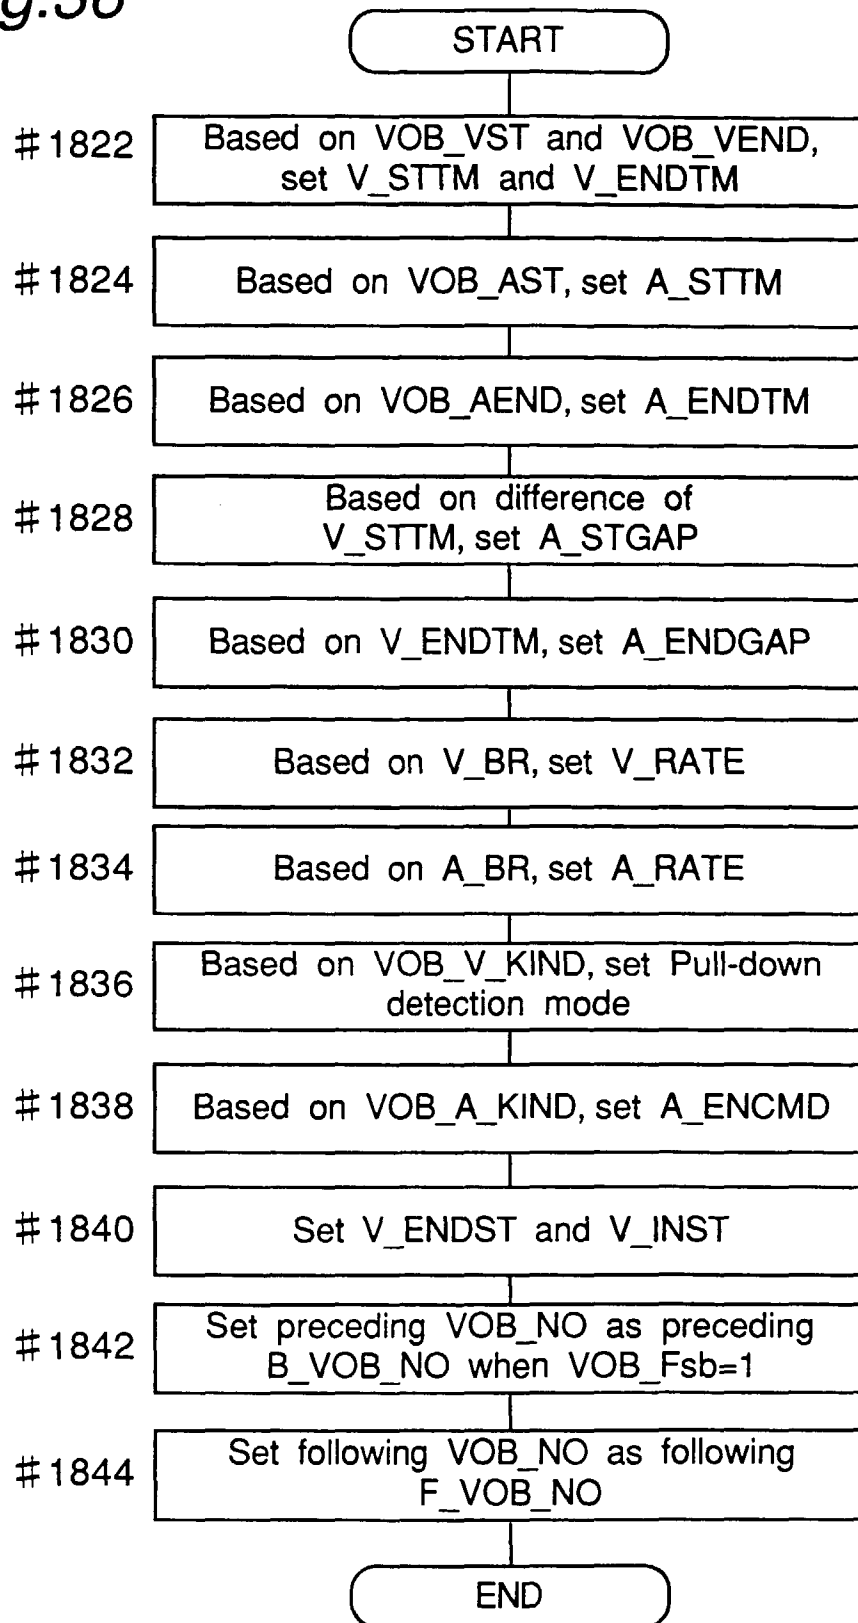 g.58
START
#1822
Based on VOB_VST and VOB_VEND,
set V_STTM and V_ENDTM
#1824
Based on VOB_AST, set A_STTM
#1826
Based on VOB_AEND, set A_ENDTM
#1828
Based on difference of
V_STTM, set A_STGAP
#1830
Based on V_ENDTM, set A_ENDGAP
#1832
Based on V_BR, set V_RATE
#1834
Based on A_BR, set A_RATE
#1836
Based on VOB_V_KIND, set Pull-down
detection mode
#1838
Based on VOB_A_KIND, set A_ENCMD
#1840
Set V_ENDST and V_INST
#1842
Set preceding VOB_NO as preceding
B_VOB_NO when VOB_Fsb=1
#1844
Set following VOB_NO as following
F_VOB_NO
END